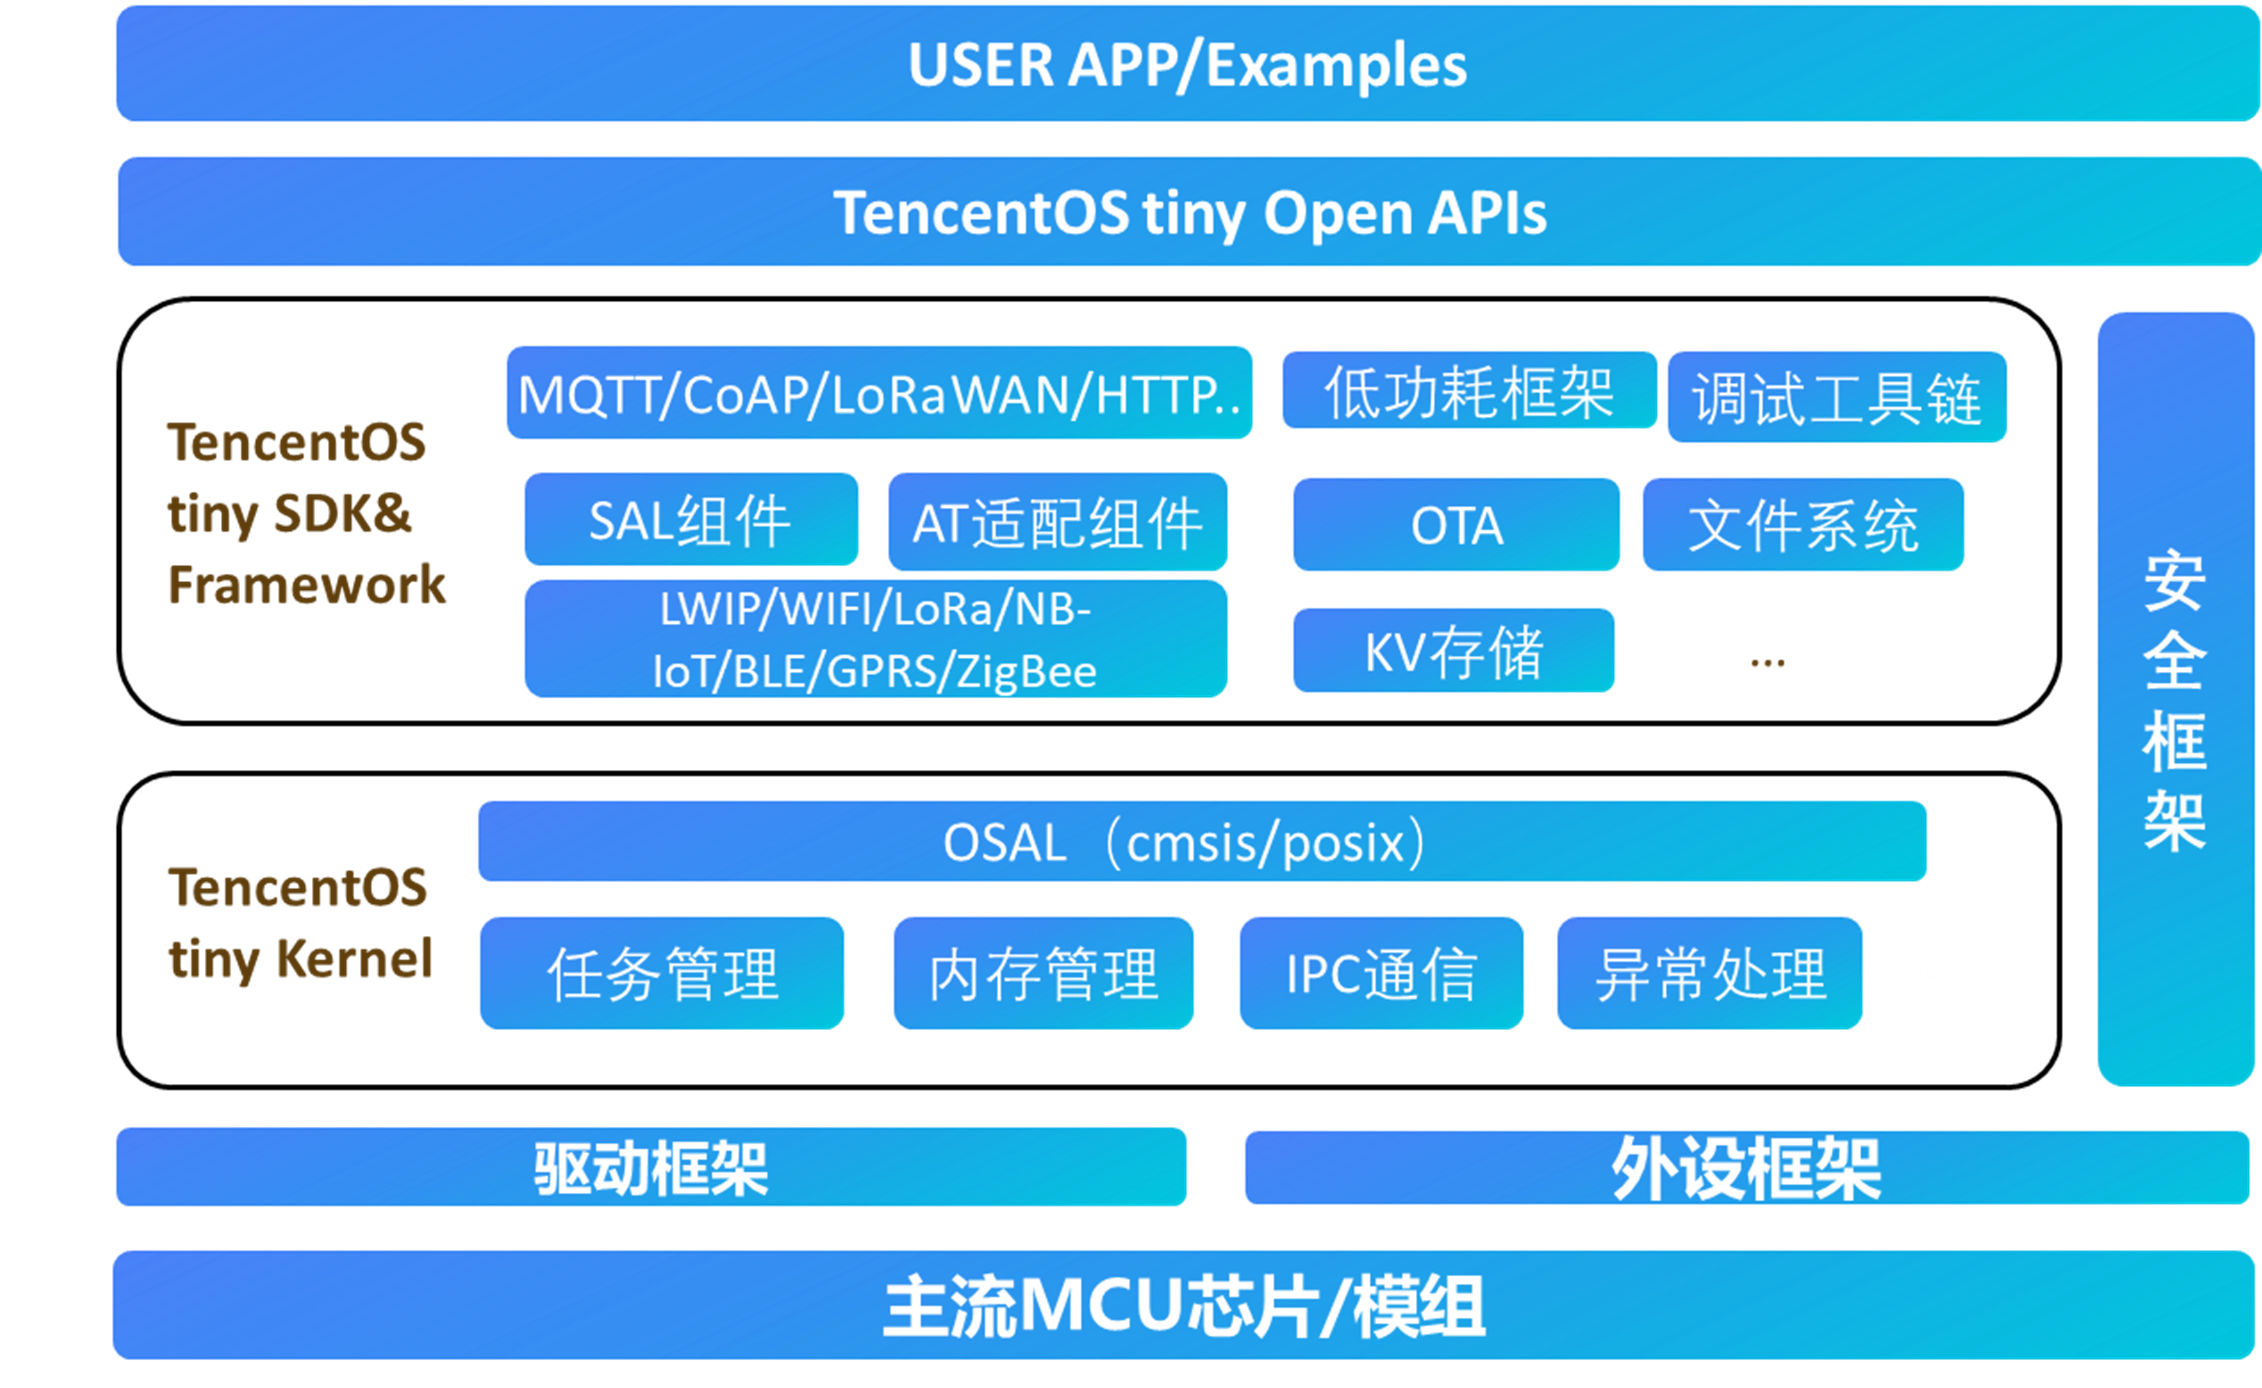 USER APP/Examples
TencentOS tiny Open APIs
TencentOS
tiny SDK&
Framework
MQTT/CoAP/LoRaWAN/HTTP..
低功耗框架
调试工具链
SAL组件
AT适配组件
OTA
文件系统
LWIP/WIFI/LoRa/NB-
IoT/BLE/GPRS/ZigBee
KV存储
...
安全框架
TencentOS
tiny Kernel
OSAL（cmsis/posix）
任务管理
内存管理
IPC通信
异常处理
驱动框架
外设框架
主流MCU芯片/模组